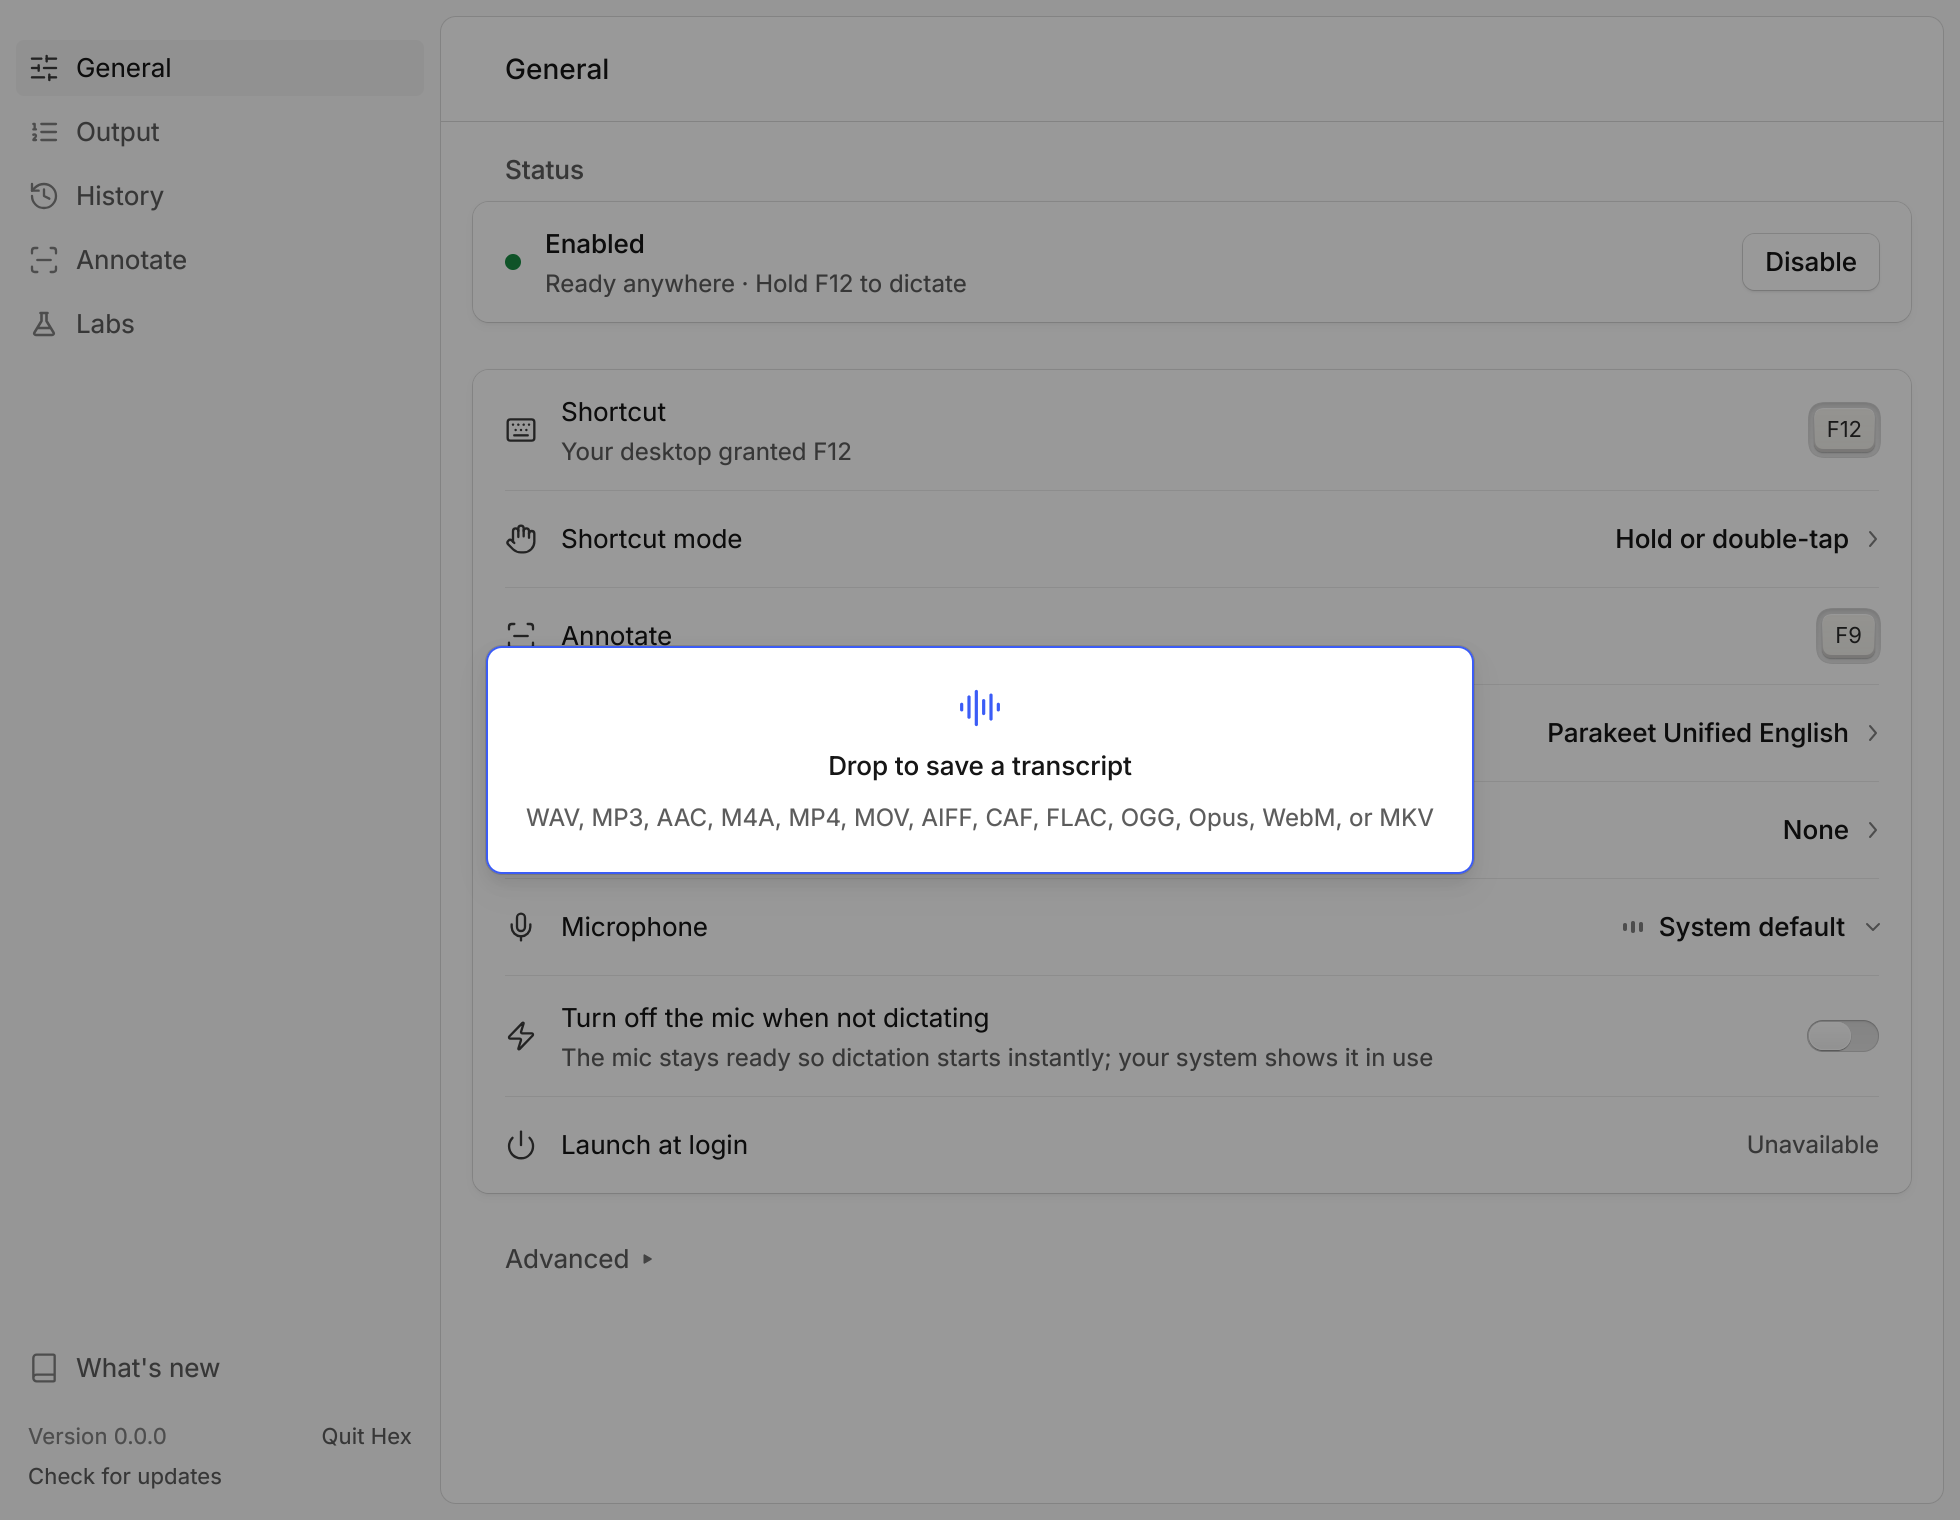 General
Output
History
Annotate
Labs
What's new
Version 0.0.0
Quit Hex
Check for updates
General
Status
Enabled
Ready anywhere · Hold F12 to dictate
Disable
Shortcut
Your desktop granted F12
F12
Shortcut mode
Hold or double-tap
Annotate
F9
Parakeet Unified English
None
Drop to save a transcript
WAV, MP3, AAC, M4A, MP4, MOV, AIFF, CAF, FLAC, OGG, Opus, WebM, or MKV
Microphone
System default
Turn off the mic when not dictating
The mic stays ready so dictation starts instantly; your system shows it in use
Launch at login
Unavailable
Advanced